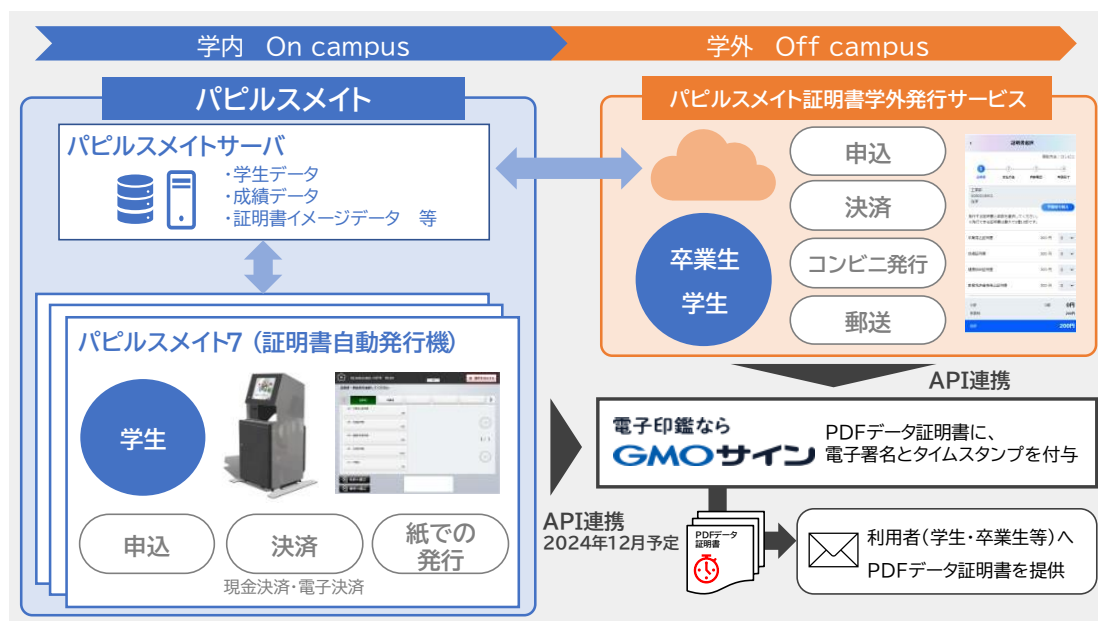 学内 On campus
学外 Off campus
パピルスメイト
パピルスメイトサーバ
・学生データ
・成績データ
・証明書イメージデータ 等
パピルスメイト7（証明書自動発行機）
学生
申込
決済
紙での
発行
現金決済・電子決済
パピルスメイト証明書学外発行サービス
卒業生
学生
申込
決済
コンビニ発行
郵送
0円
200円
API連携
電子印鑑なら
GMOサイン
PDFデータ証明書に、
電子署名とタイムスタンプを付与
API連携
2024年12月予定
PDFデータ
証明書
利用者（学生・卒業生等）へ
PDFデータ証明書を提供